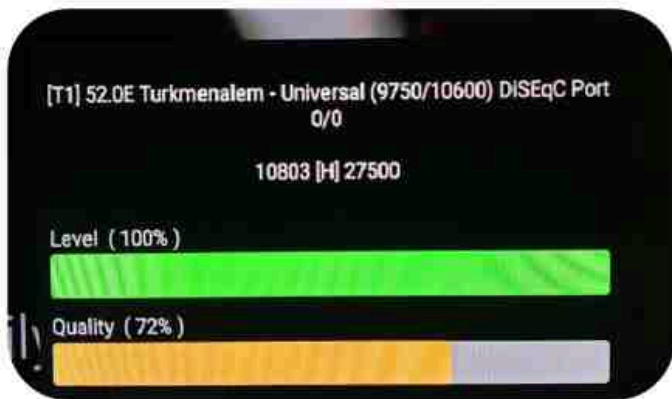 [T1] 52.0E Turkmenalem - Universal (9750/10600) DiSEqC Port
0/0
10803 [H] 27500
Level (100%)
Quality (72%)